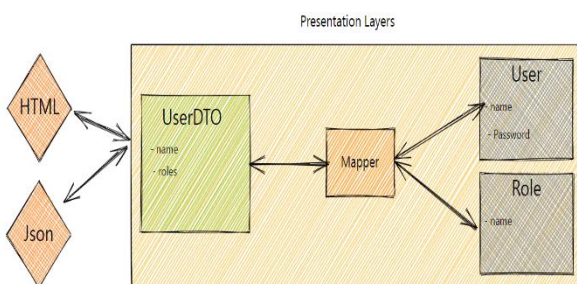 Presentation Layers
HTML
Json
UserDTO
- name
- roles
Mapper
User
- name
- Password
Role
- name